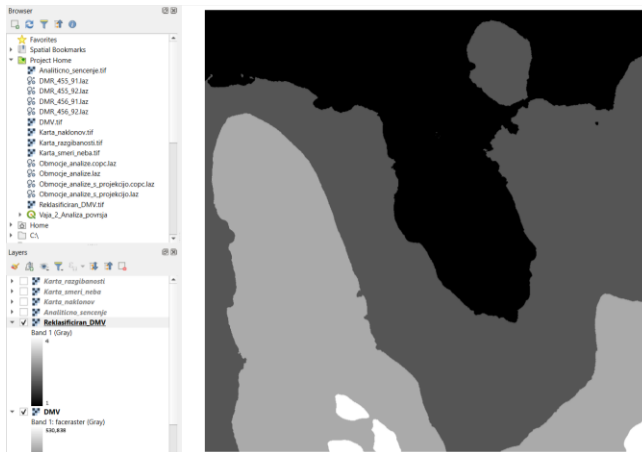 Browser
Favorites
Spatial Bookmarks
Project Home
Analiticno_sencenje.tif
DMR_455_91.laz
DMR_455_92.laz
DMR_456_91.laz
DMR_456_92.laz
DMV.tif
Karta_naklonov.tif
Karta_razgibanosti.tif
Karta_smeri_neba.tif
Obmocje_analize.copc.laz
Obmocje_analize.laz
Obmocje_analize_s_projekcijo.copc.laz
Obmocje_analize_s_projekcijo.laz
Reklasificiran_DMV.tif
Vaja_2_Analiza_povrsja
Home
C:\
Layers
Karta_razgibanosti
Karta_smeri_neba
Karta_naklonov
Analiticno_sencenje
Reklasificiran_DMV
Band 1 (Gray)
4
1
DMV
Band 1: faceraster (Gray)
530,838